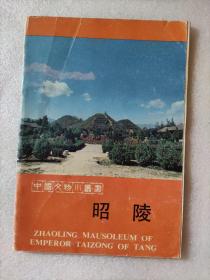 中国文物小丛书
昭陵
ZHAOLING MAUSOLEUM OF
EMPEROR TAIZONG OF TANG